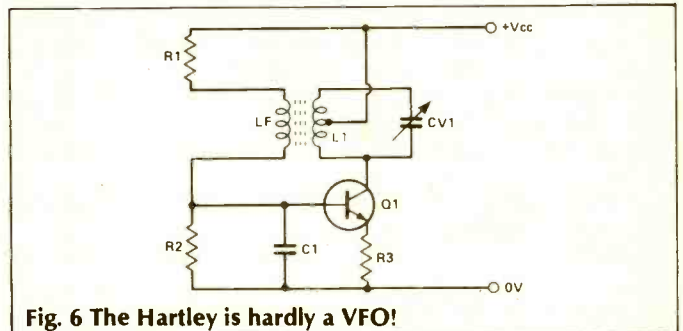 +Vcc
R1
LF
L1
CV1
Q1
R2
C1
R3
0V
Fig. 6 The Hartley is hardly a VFO!